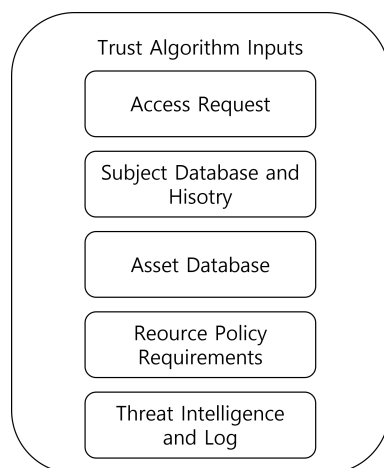 Trust Algorithm Inputs
Access Request
Subject Database and
Hisotry
Asset Database
Reource Policy
Requirements
Threat Intelligence
and Log